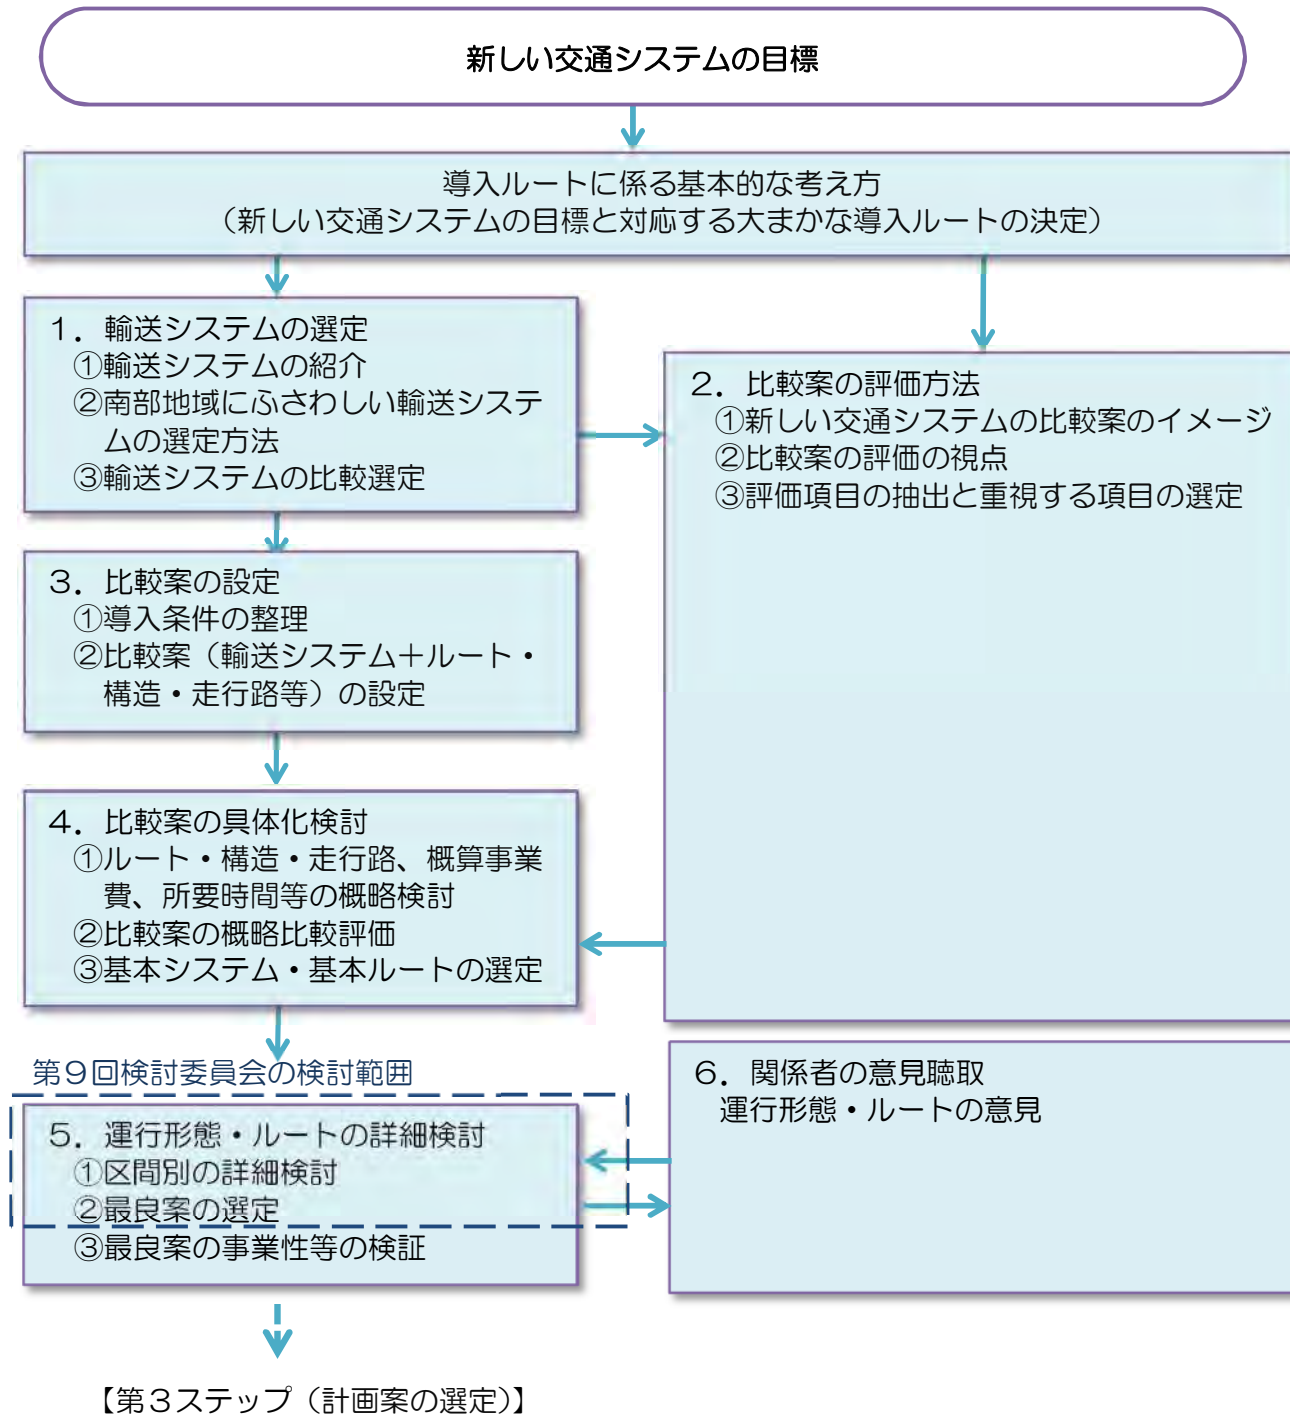 新しい交通システムの目標
導入ルートに係る基本的な考え方
（新しい交通システムの目標と対応する大まかな導入ルートの決定）
１．輸送システムの選定
①輸送システムの紹介
②南部地域にふさわしい輸送システ
ムの選定方法
③輸送システムの比較選定
２．比較案の評価方法
①新しい交通システムの比較案のイメージ
②比較案の評価の視点
③評価項目の抽出と重視する項目の選定
３．比較案の設定
①導入条件の整理
②比較案（輸送システム＋ルート・
構造・走行路等）の設定
４．比較案の具体化検討
①ルート・構造・走行路、概算事業
費、所要時間等の概略検討
②比較案の概略比較評価
③基本システム・基本ルートの選定
第９回検討委員会の検討範囲
５．運行形態・ルートの詳細検討
①区間別の詳細検討
②最良案の選定
③最良案の事業性等の検証
６．関係者の意見聴取
運行形態・ルートの意見
【第３ステップ（計画案の選定）】